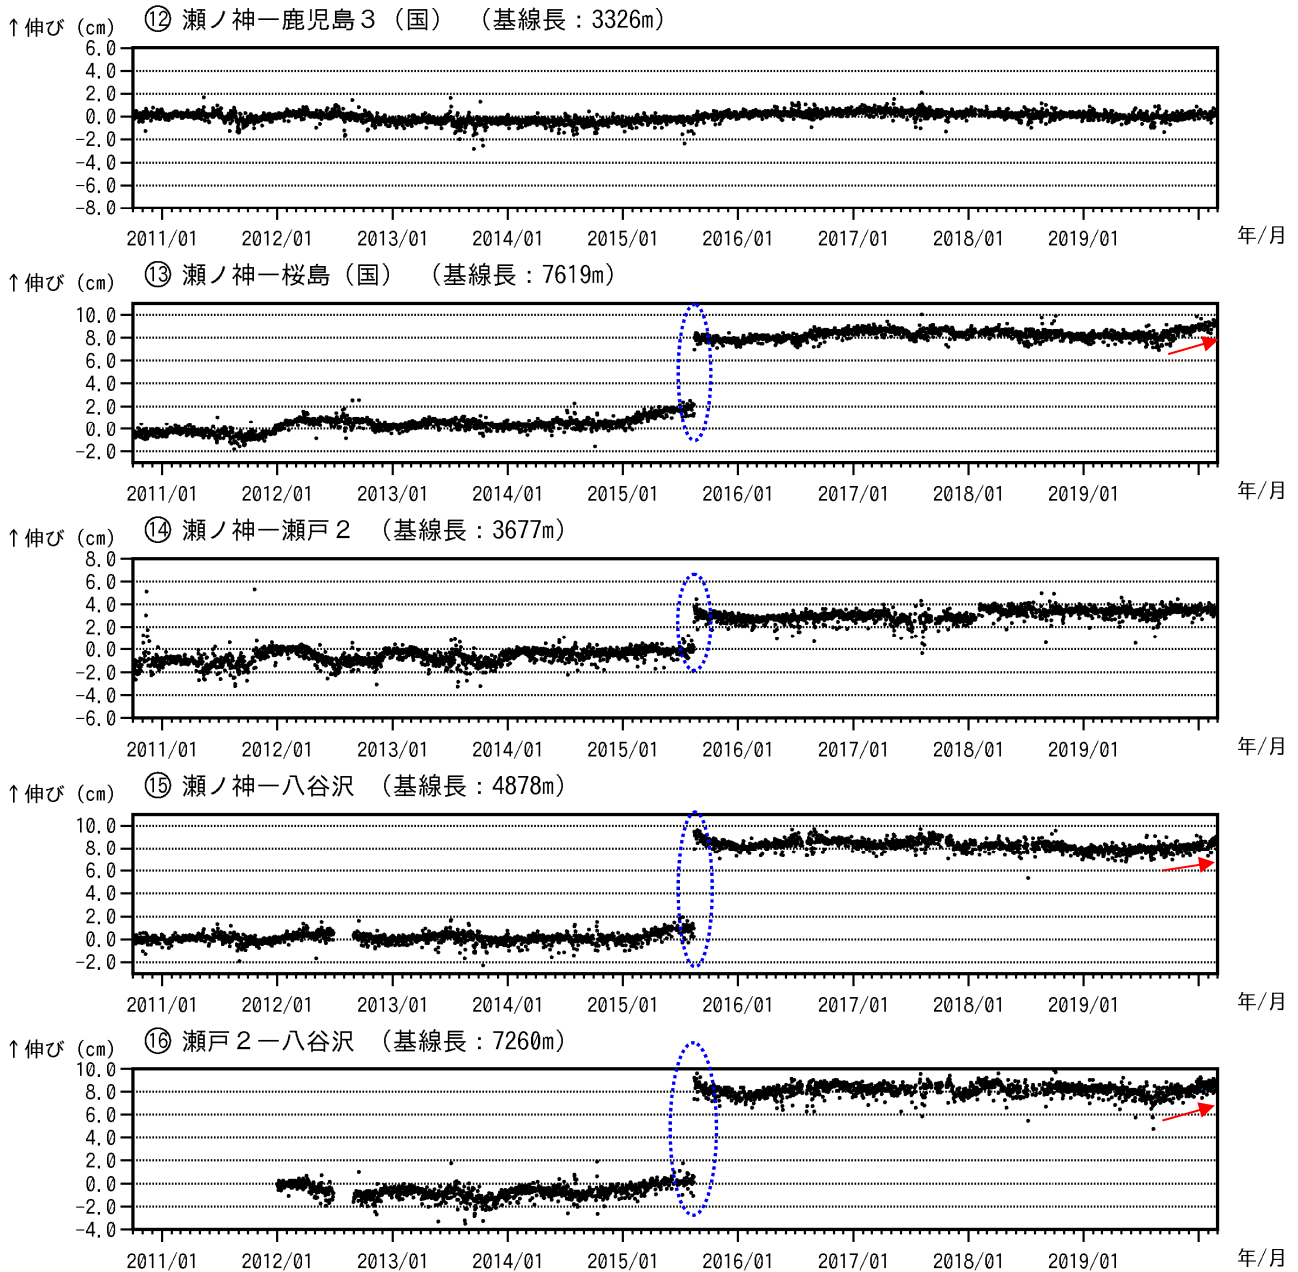 ⑫ 瀬ノ神ー鹿児島３（国） （基線長：3326m）
↑伸び (cm)
6.0
4.0
2.0
0.0
-2.0
-4.0
-6.0
-8.0
2011/01 2012/01 2013/01 2014/01 2015/01 2016/01 2017/01 2018/01 2019/01 年/月
⑬ 瀬ノ神ー桜島（国） （基線長：7619m）
↑伸び (cm)
10.0
8.0
6.0
4.0
2.0
0.0
-2.0
2011/01 2012/01 2013/01 2014/01 2015/01 2016/01 2017/01 2018/01 2019/01 年/月
⑭ 瀬ノ神ー瀬戸２ （基線長：3677m）
↑伸び (cm)
8.0
6.0
4.0
2.0
0.0
-2.0
-4.0
-6.0
2011/01 2012/01 2013/01 2014/01 2015/01 2016/01 2017/01 2018/01 2019/01 年/月
⑮ 瀬ノ神ー八谷沢 （基線長：4878m）
↑伸び (cm)
10.0
8.0
6.0
4.0
2.0
0.0
-2.0
2011/01 2012/01 2013/01 2014/01 2015/01 2016/01 2017/01 2018/01 2019/01 年/月
⑯ 瀬戸２ー八谷沢 （基線長：7260m）
↑伸び (cm)
10.0
8.0
6.0
4.0
2.0
0.0
-2.0
-4.0
2011/01 2012/01 2013/01 2014/01 2015/01 2016/01 2017/01 2018/01 2019/01 年/月